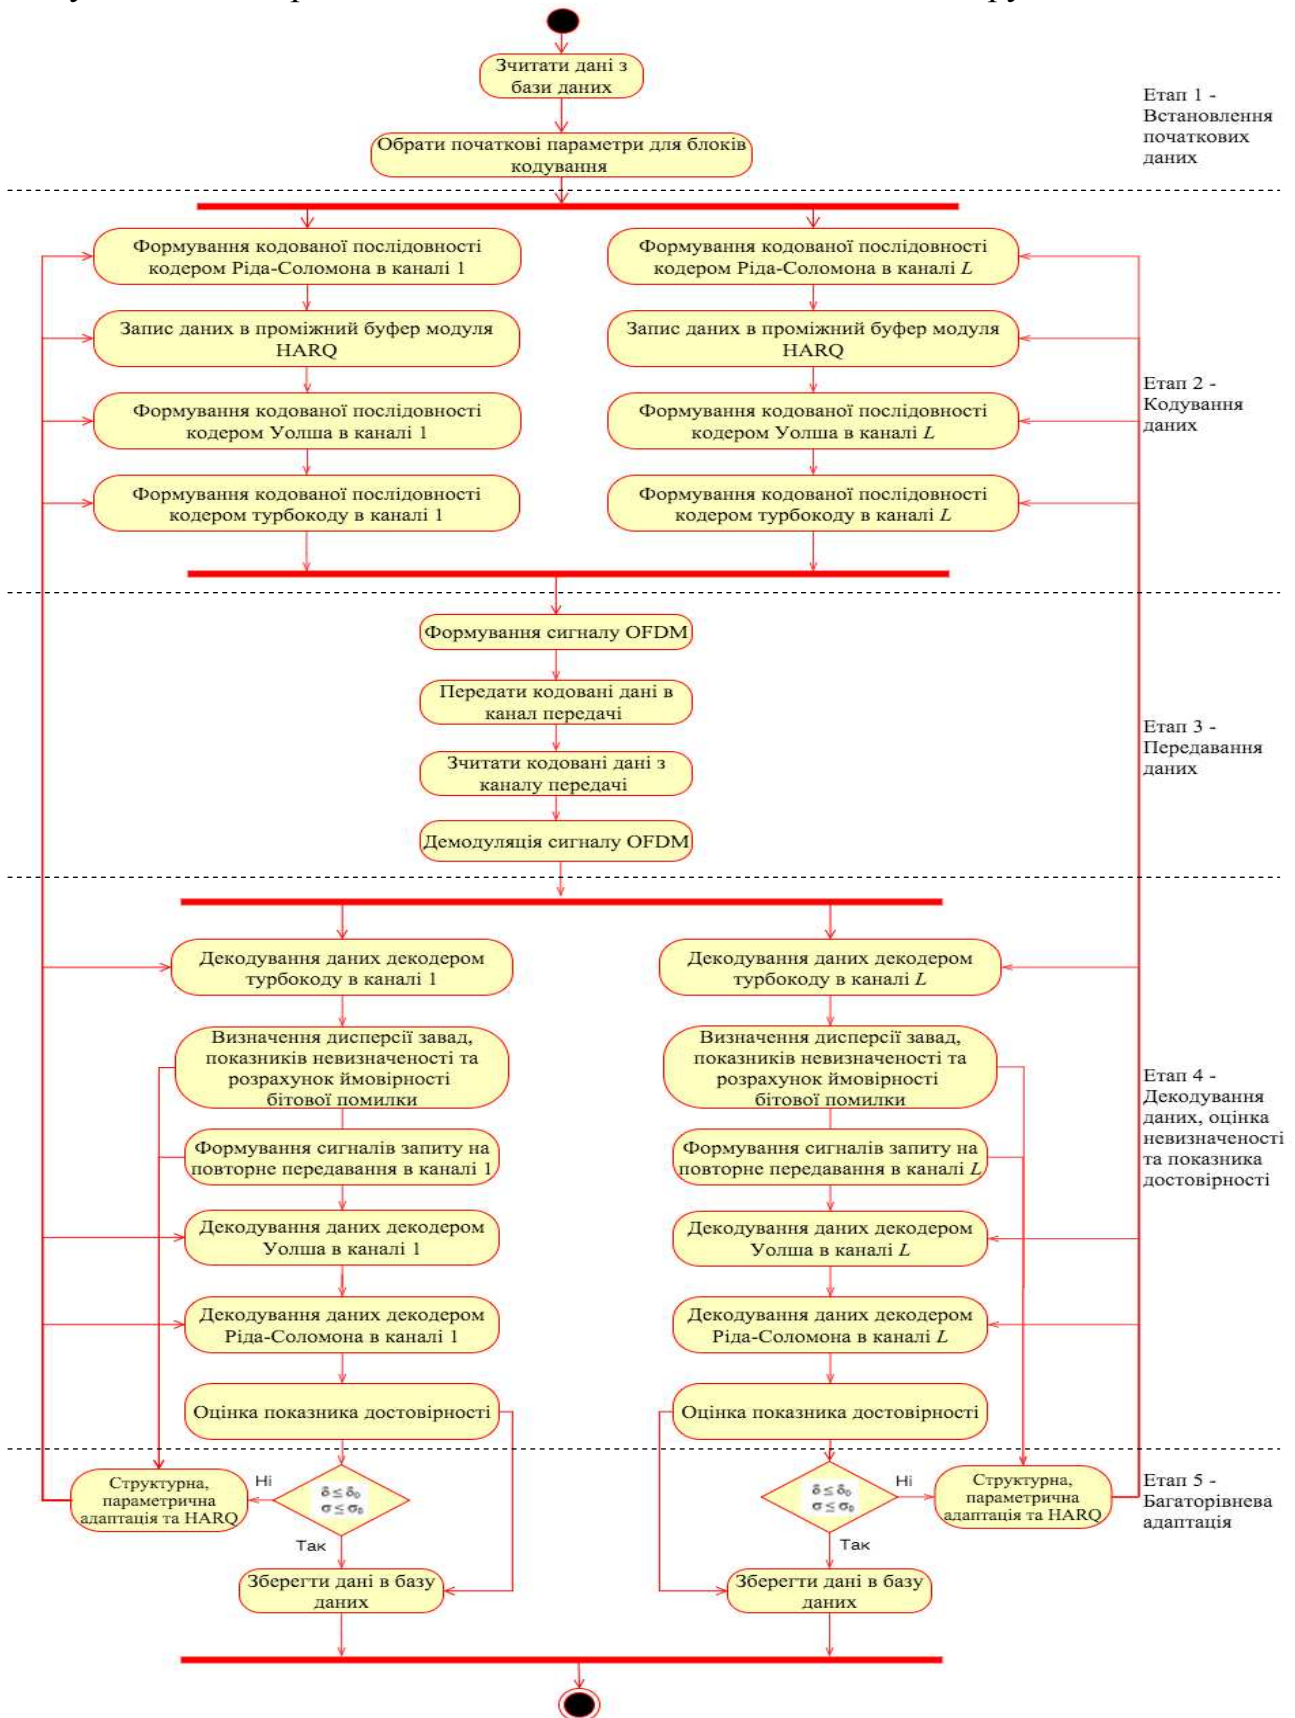 Зчитати дані з
бази даних
Обрати початкові параметри для блоків
кодування
Етап 1 -
Встановлення
початкових
даних
Формування кодованої послідовності
кодером Ріда-Соломона в каналі 1
Формування кодованої послідовності
кодером Ріда-Соломона в каналі L
Запис даних в проміжний буфер модуля
HARQ
Запис даних в проміжний буфер модуля
HARQ
Формування кодованої послідовності
кодером Уолша в каналі 1
Формування кодованої послідовності
кодером Уолша в каналі L
Формування кодованої послідовності
кодером турбокоду в каналі 1
Формування кодованої послідовності
кодером турбокоду в каналі L
Етап 2 -
Кодування
даних
Формування сигналу OFDM
Передати кодовані дані в
канал передачі
Зчитати кодовані дані з
каналу передачі
Демодуляція сигналу OFDM
Етап 3 -
Передавання
даних
Декодування даних декодером
турбокоду в каналі 1
Декодування даних декодером
турбокоду в каналі L
Визначення дисперсії завад,
показників невизначеності та
розрахунок ймовірності
бітової помилки
Визначення дисперсії завад,
показників невизначеності та
розрахунок ймовірності
бітової помилки
Формування сигналів запиту на
повторне передавання в каналі 1
Формування сигналів запиту на
повторне передавання в каналі L
Декодування даних декодером
Уолша в каналі 1
Декодування даних декодером
Уолша в каналі L
Декодування даних декодером
Ріда-Соломона в каналі 1
Декодування даних декодером
Ріда-Соломона в каналі L
Оцінка показника достовірності
Оцінка показника достовірності
Етап 4 -
Декодування
даних, оцінка
невизначеності
та показника
достовірності
Структурна,
параметрична
адаптація та HARQ
Ні
δ ≤ δ₀
σ ≤ σ₀
Так
δ ≤ δ₀
σ ≤ σ₀
Ні
Так
Структурна,
параметрична
адаптація та HARQ
Етап 5 -
Багаторівнева
адаптація
Зберегти дані в базу
даних
Зберегти дані в базу
даних